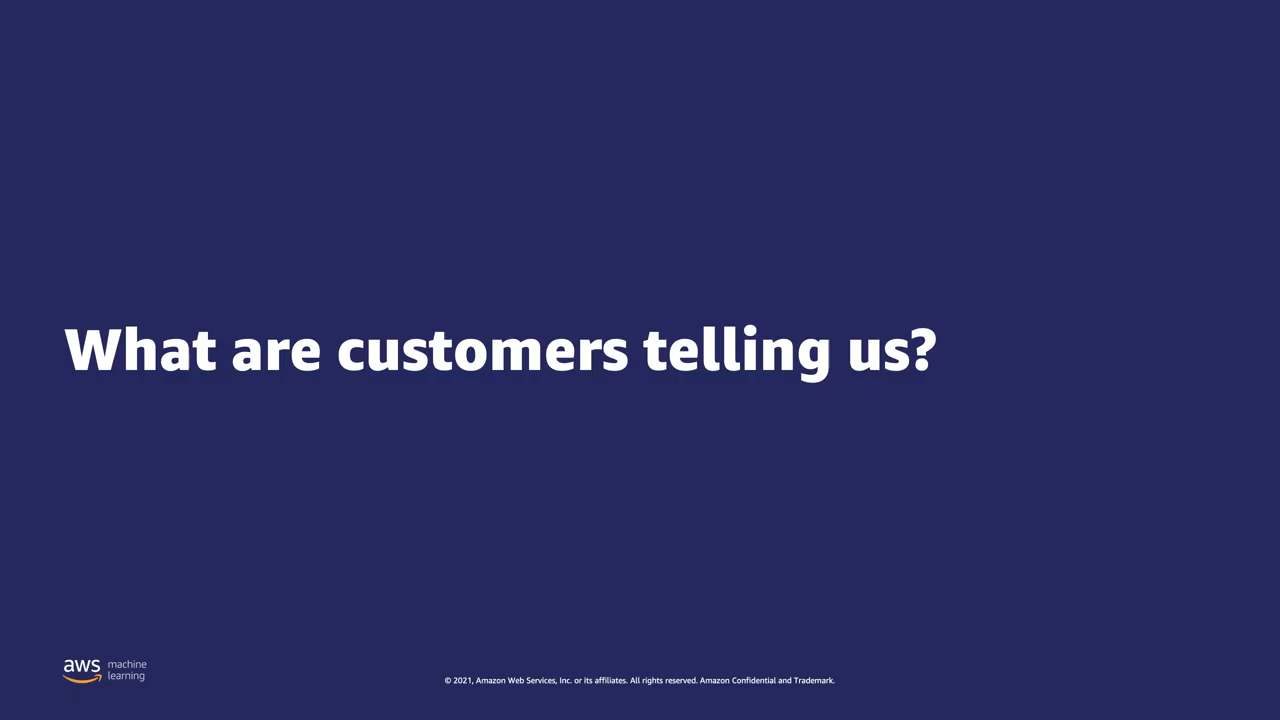 What are customers telling us?
aws machine
learning
© 2021, Amazon Web Services, Inc. or its affiliates. All rights reserved. Amazon Confidential and Trademark.